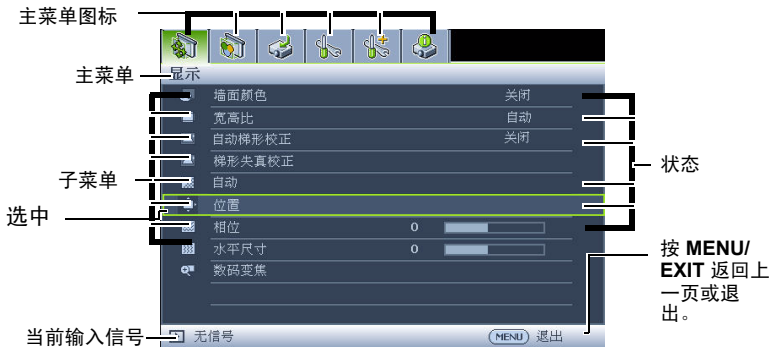 主菜单图标
主菜单
显示
墙面颜色 关闭
宽高比 自动
自动梯形校正 关闭
梯形失真校正
状态
子菜单
自动
选中
位置
相位 0
水平尺寸 0
数码变焦
按 MENU/
EXIT 返回上
一页或退
出。
当前输入信号
无信号
MENU 退出